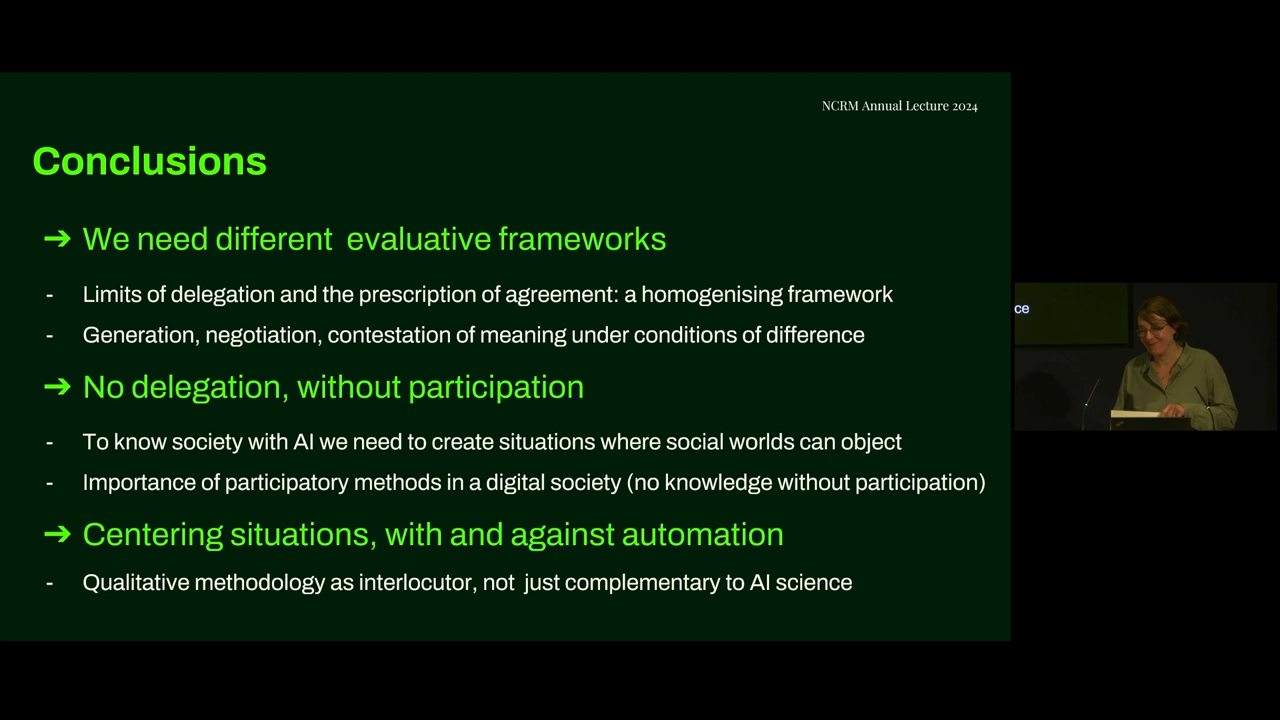 NCRM Annual Lecture 2024
Conclusions
➔ We need different  evaluative frameworks
- Limits of delegation and the prescription of agreement: a homogenising framework
- Generation, negotiation, contestation of meaning under conditions of difference
➔ No delegation, without participation
- To know society with AI we need to create situations where social worlds can object
- Importance of participatory methods in a digital society (no knowledge without participation)
➔ Centering situations, with and against automation
- Qualitative methodology as interlocutor, not  just complementary to AI science
ce